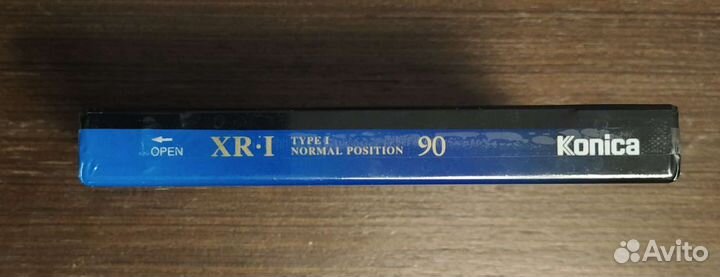 ← OPEN
XR·I
TYPE I
NORMAL POSITION
90
Konica
Avito